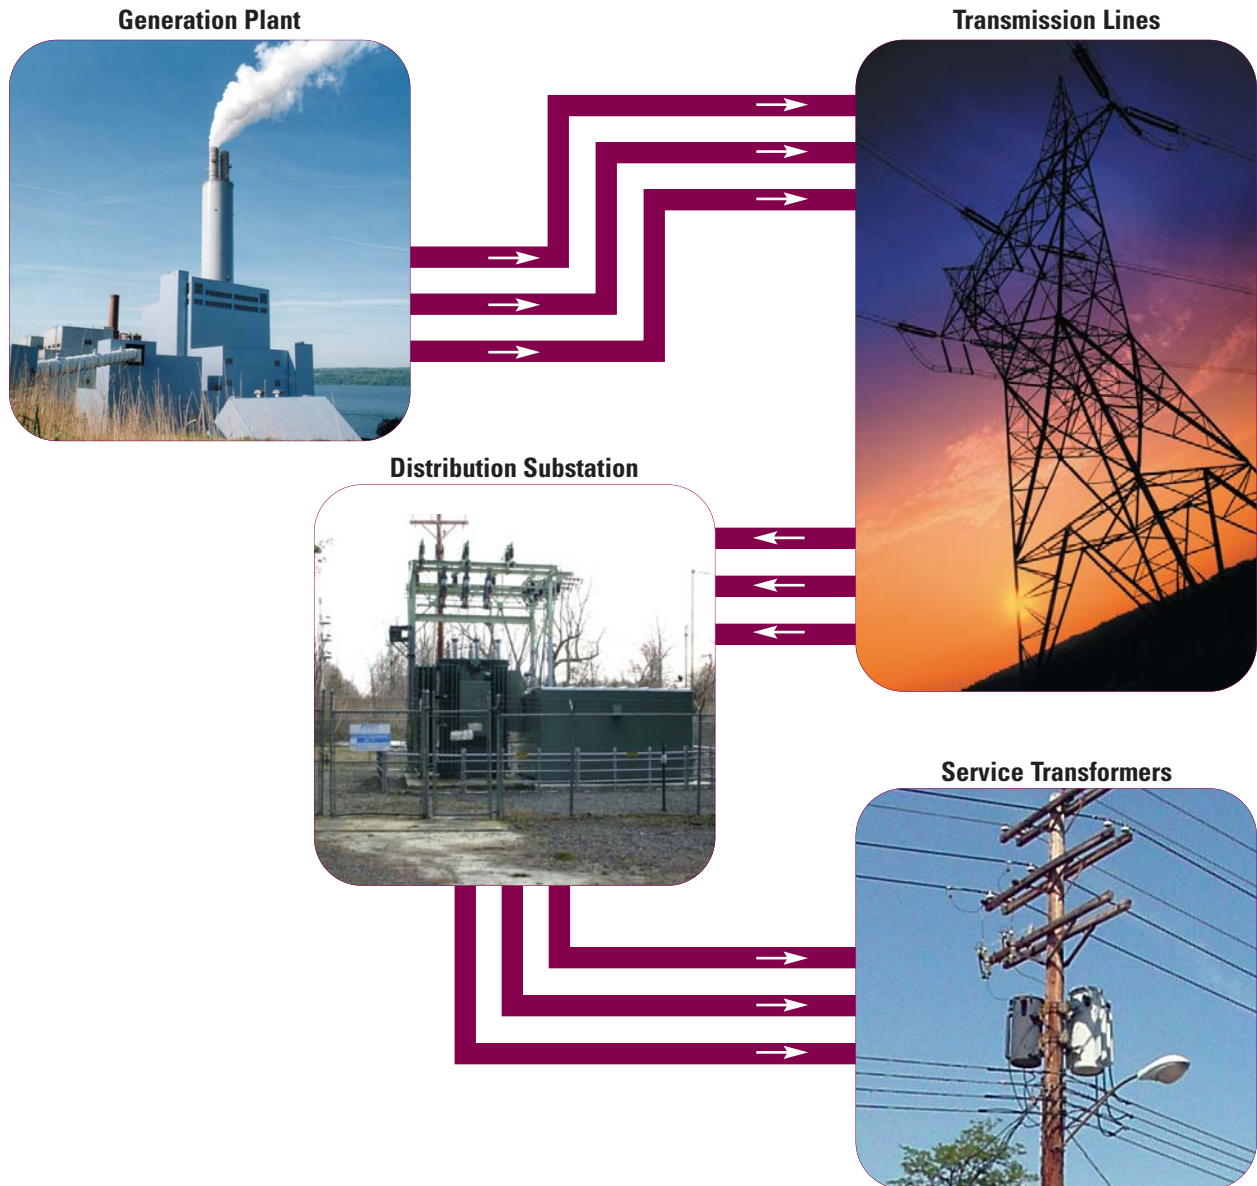 Generation Plant
Transmission Lines
Distribution Substation
Service Transformers